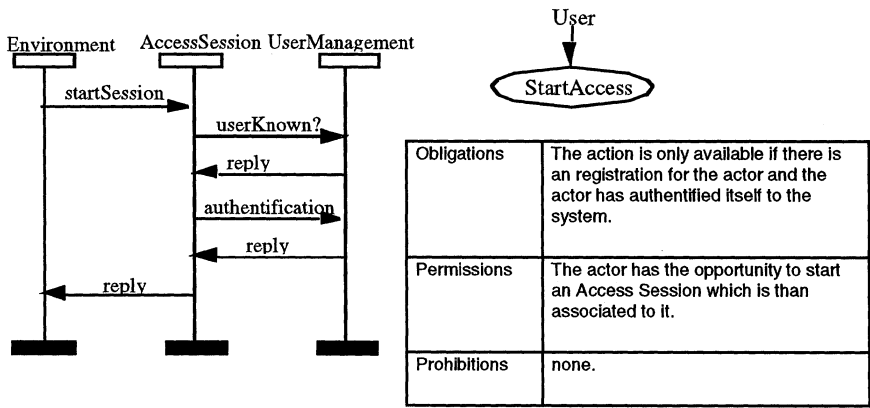 User
Environment AccessSession UserManagement
StartAccess
startSession
userKnown?
reply
authentification
reply
reply
Obligations
The action is only available if there is
an registration for the actor and the
actor has authentified itself to the
system.
Permissions
The actor has the opportunity to start
an Access Session which is than
associated to it.
Prohibitions
none.